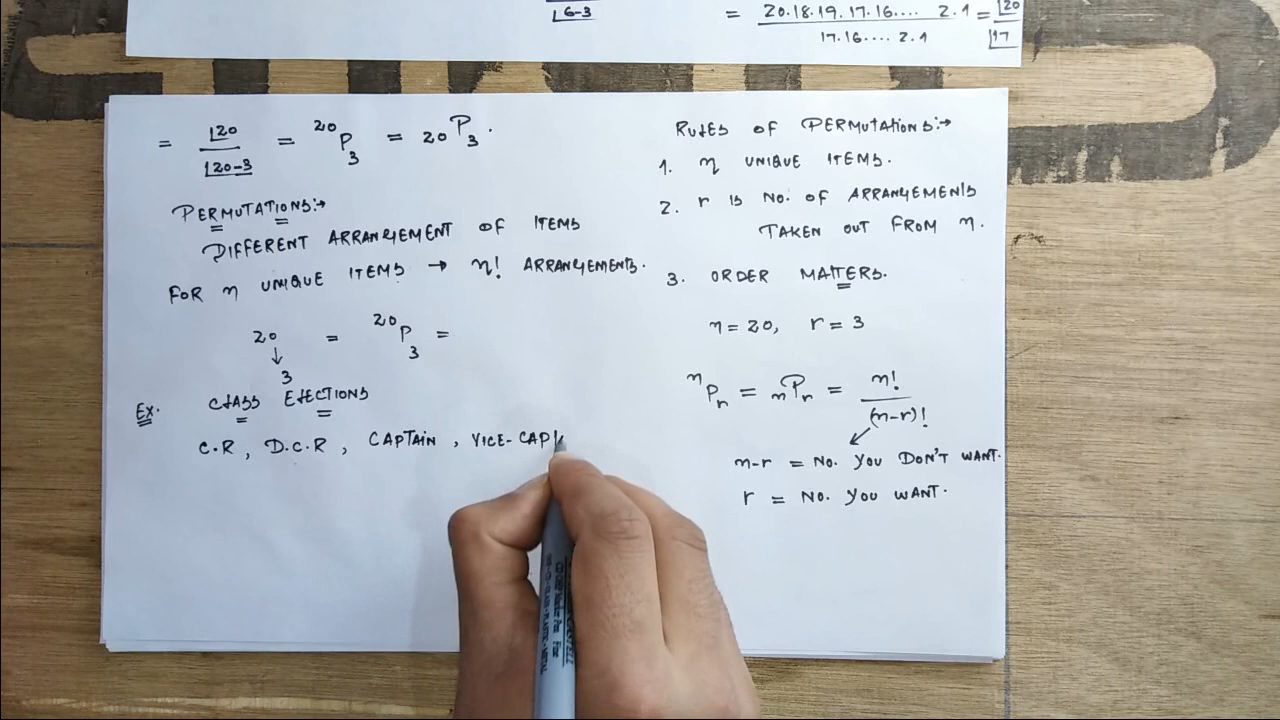 ⌊6-3
= 20.18.19.17.16.... 2.1 = ⌊20
17.16.... 2.1 ⌊17
= ⌊20 / ⌊20-3 = ²⁰P₃ = ₂₀P₃.
PERMUTATIONS:→
DIFFERENT ARRANGEMENT OF ITEMS
FOR n UNIQUE ITEMS → n! ARRANGEMENTS.
20 = ²⁰P₃ =
↓
3
EX. CLASS ELECTIONS
C.R , D.C.R , CAPTAIN , VICE-CAP
RULES OF PERMUTATIONS:→
1. n UNIQUE ITEMS.
2. r IS NO. OF ARRANGEMENTS
TAKEN OUT FROM n.
3. ORDER MATTERS.
n = 20, r = 3
ⁿPᵣ = ₙPᵣ = n! / (n-r)!
n-r = NO. YOU DON'T WANT.
r = NO. YOU WANT.